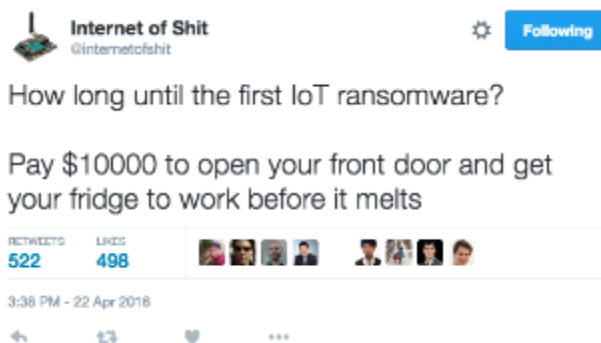 Internet of Shit
@internetofshit
Following
How long until the first IoT ransomware?
Pay $10000 to open your front door and get
your fridge to work before it melts
RETWEETS LIKES
522 498
3:38 PM - 22 Apr 2016